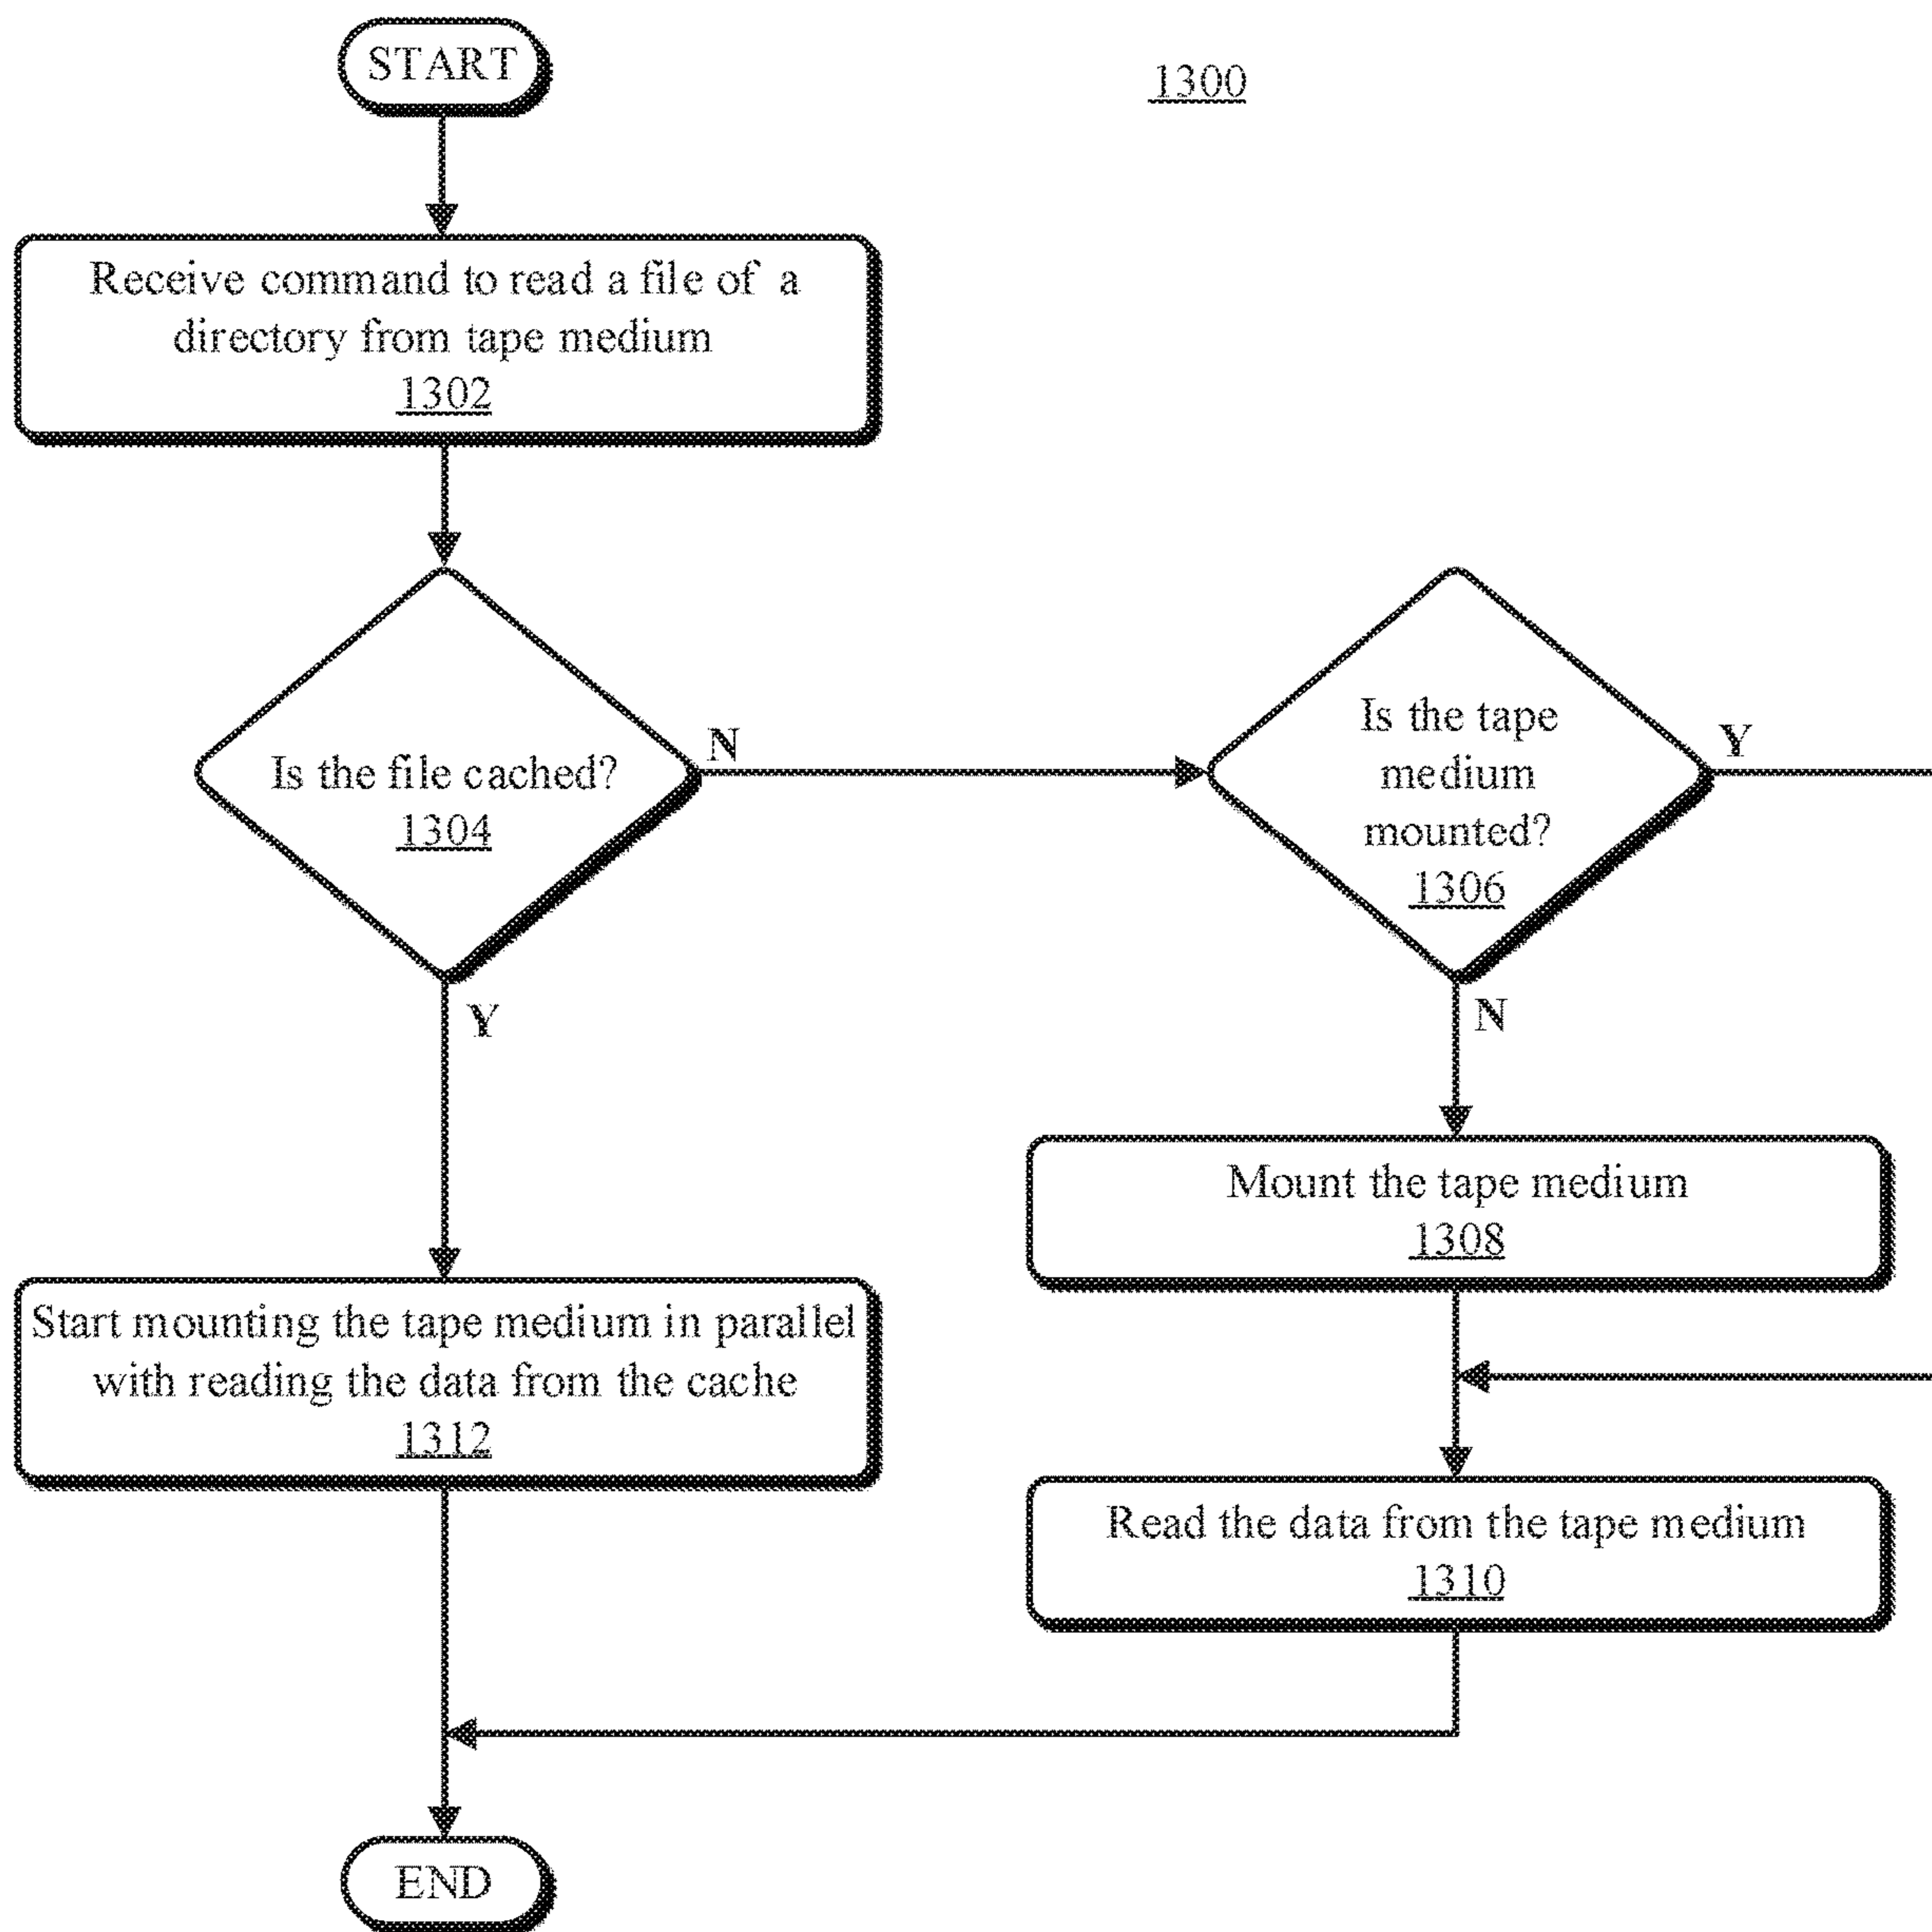 START
1300
Receive command to read a file of a
directory from tape medium
1302
Is the file cached?
1304
N
Y
Is the tape
medium
mounted?
1306
Y
N
Mount the tape medium
1308
Start mounting the tape medium in parallel
with reading the data from the cache
1312
Read the data from the tape medium
1310
END